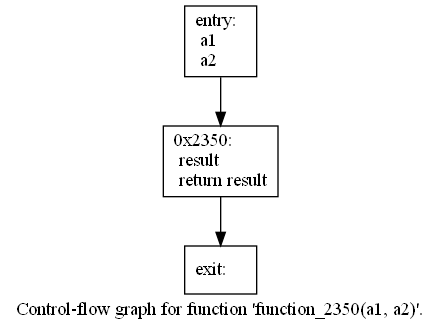 entry:
a1
a2
0x2350:
result
return result
exit:
Control-flow graph for function 'function_2350(a1, a2)'.